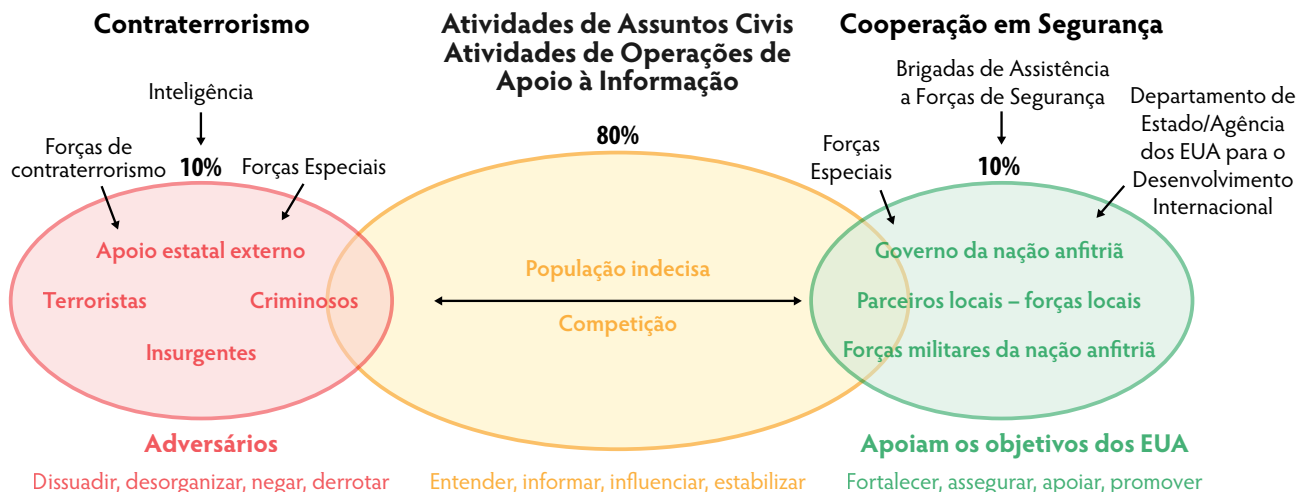 Contraterrorismo
Inteligência
Forças de
contraterrorismo
10%
Forças Especiais
Apoio estatal externo
Terroristas
Criminosos
Insurgentes
Adversários
Dissuadir, desorganizar, negar, derrotar
Atividades de Assuntos Civis
Atividades de Operações de
Apoio à Informação
80%
População indecisa
Competição
Entender, informar, influenciar, estabilizar
Cooperação em Segurança
Brigadas de Assistência
a Forças de Segurança
Forças
Especiais
10%
Departamento de
Estado/Agência
dos EUA para o
Desenvolvimento
Internacional
Governo da nação anfitriã
Parceiros locais – forças locais
Forças militares da nação anfitriã
Apoiam os objetivos dos EUA
Fortalecer, assegurar, apoiar, promover